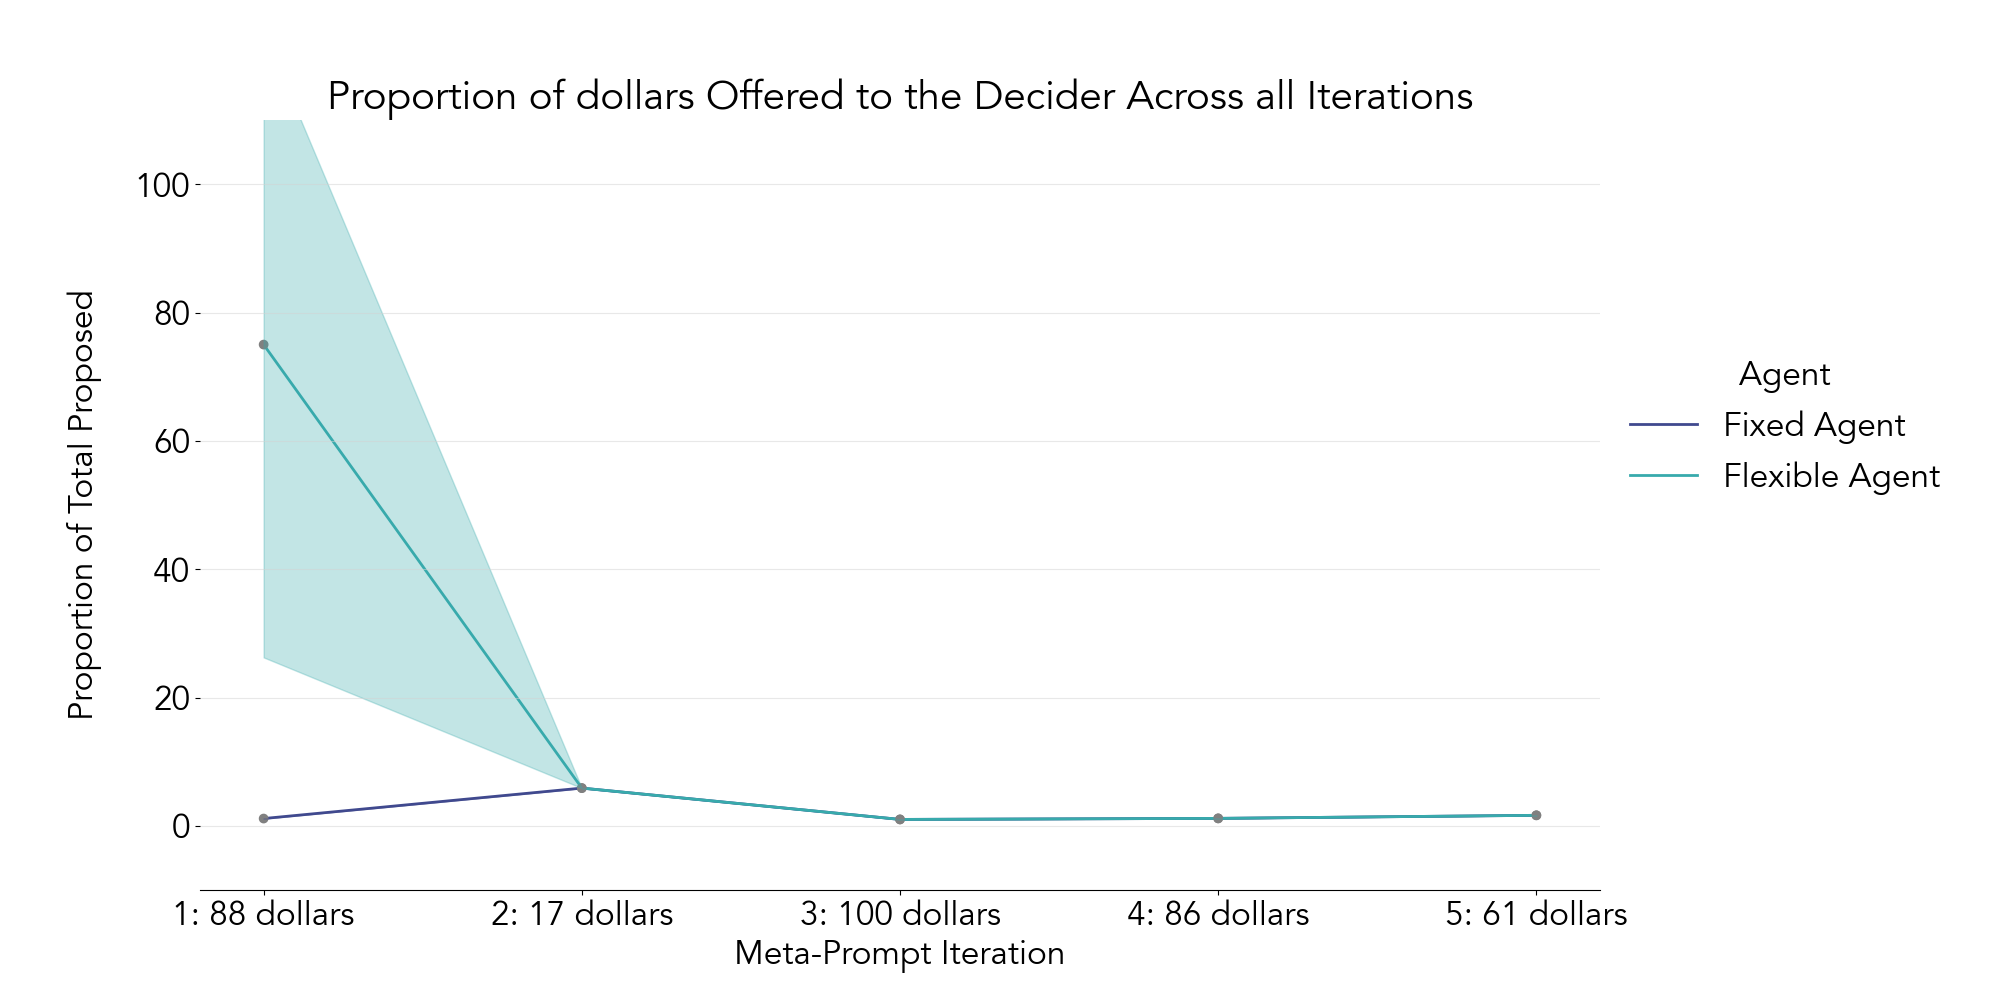 Proportion of dollars Offered to the Decider Across all Iterations
Proportion of Total Proposed
100
80
60
40
20
0
1: 88 dollars
2: 17 dollars
3: 100 dollars
4: 86 dollars
5: 61 dollars
Meta-Prompt Iteration
Agent
Fixed Agent
Flexible Agent